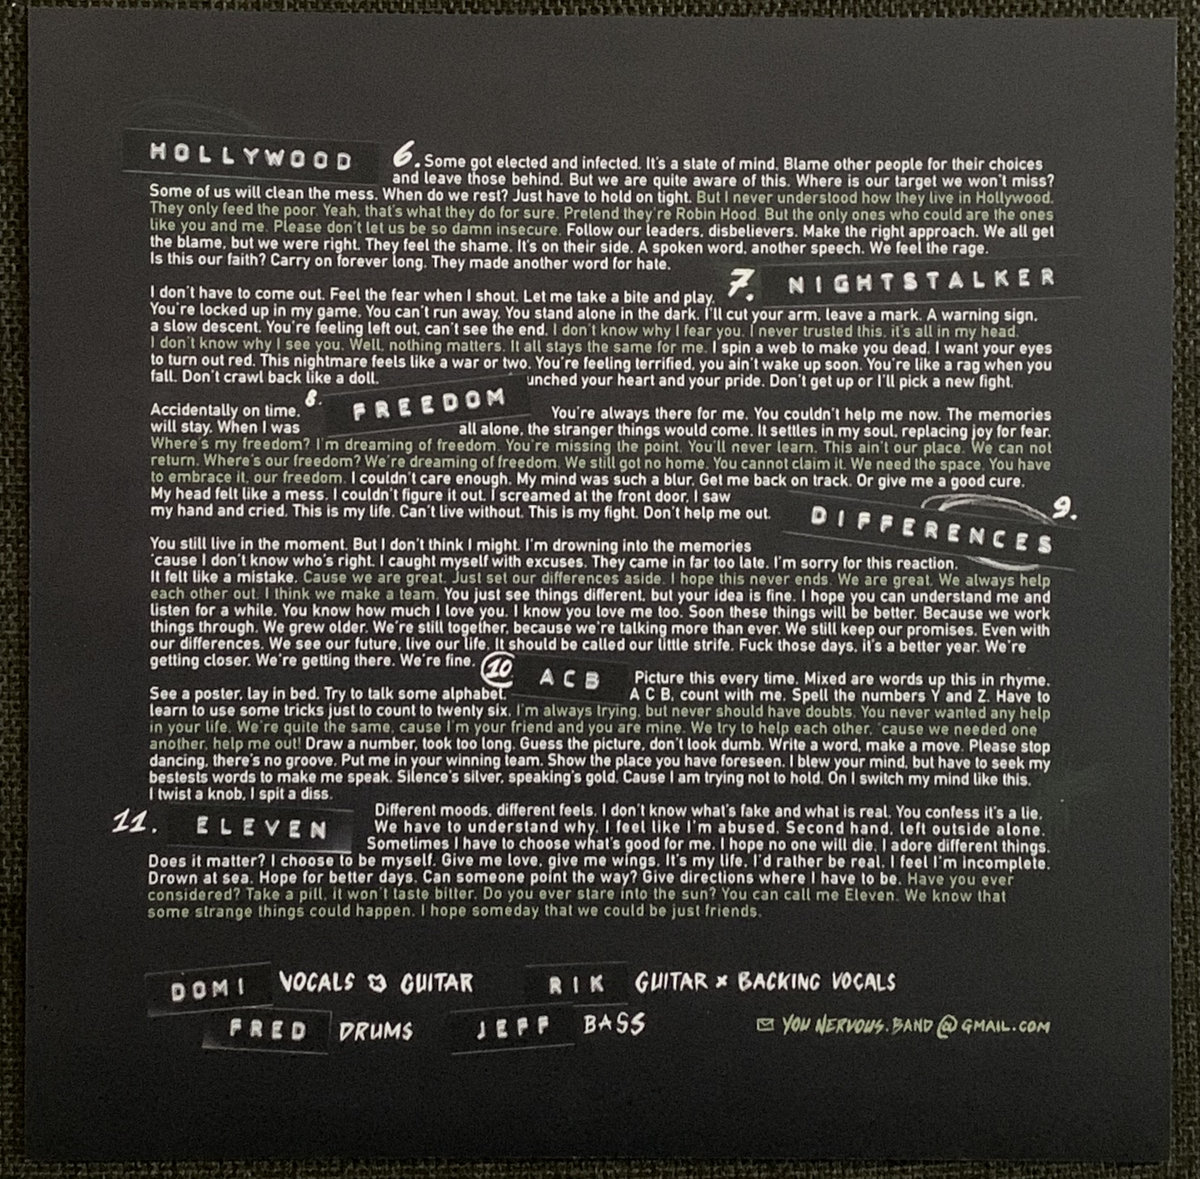 HOLLYWOOD 6. Some got elected and infected. It's a state of mind. Blame other people for their choices
and leave those behind. But we are quite aware of this. Where is our target we won't miss?
Some of us will clean the mess. When do we rest? Just have to hold on tight. But I never understood how they live in Hollywood.
They only feed the poor. Yeah, that's what they do for sure. Pretend they're Robin Hood. But the only ones who could are the ones
like you and me. Please don't let us be so damn insecure. Follow our leaders, disbelievers. Make the right approach. We all get
the blame, but we were right. They feel the shame. It's on their side. A spoken word, another speech. We feel the rage.
Is this our faith? Carry on forever long. They made another word for hate.
7. NIGHTSTALKER
I don't have to come out. Feel the fear when I shout. Let me take a bite and play.
You're locked up in my game. You can't run away. You stand alone in the dark. I'll cut your arm, leave a mark. A warning sign,
a slow descent. You're feeling left out, can't see the end. I don't know why I fear you. I never trusted this, it's all in my head.
I don't know why I see you. Well, nothing matters. It all stays the same for me. I spin a web to make you dead. I want your eyes
to turn out red. This nightmare feels like a war or two. You're feeling terrified, you ain't wake up soon. You're like a rag when you
fall. Don't crawl back like a doll. unched your heart and your pride. Don't get up or I'll pick a new fight.
8. FREEDOM
Accidentally on time. You're always there for me. You couldn't help me now. The memories
will stay. When I was all alone, the stranger things would come. It settles in my soul, replacing joy for fear.
Where's my freedom? I'm dreaming of freedom. You're missing the point. You'll never learn. This ain't our place. We can not
return. Where's our freedom? We're dreaming of freedom. We still got no home. You cannot claim it. We need the space. You have
to embrace it, our freedom. I couldn't care enough. My mind was such a blur. Get me back on track. Or give me a good cure.
My head felt like a mess. I couldn't figure it out. I screamed at the front door, I saw
my hand and cried. This is my life. Can't live without. This is my fight. Don't help me out.
9. DIFFERENCES
You still live in the moment. But I don't think I might. I'm drowning into the memories
'cause I don't know who's right. I caught myself with excuses. They came in far too late. I'm sorry for this reaction.
It felt like a mistake. Cause we are great. Just set our differences aside. I hope this never ends. We are great. We always help
each other out. I think we make a team. You just see things different, but your idea is fine. I hope you can understand me and
listen for a while. You know how much I love you. I know you love me too. Soon these things will be better. Because we work
things through. We grew older. We're still together, because we're talking more than ever. We still keep our promises. Even with
our differences. We see our future, live our life. It should be called our little strife. Fuck those days, it's a better year. We're
getting closer. We're getting there. We're fine.
10 ACB Picture this every time. Mixed are words up this in rhyme.
See a poster, lay in bed. Try to talk some alphabet. A C B, count with me. Spell the numbers Y and Z. Have to
learn to use some tricks just to count to twenty six. I'm always trying, but never should have doubts. You never wanted any help
in your life. We're quite the same, cause I'm your friend and you are mine. We try to help each other, 'cause we needed one
another, help me out! Draw a number, took too long. Guess the picture, don't look dumb. Write a word, make a move. Please stop
dancing, there's no groove. Put me in your winning team. Show the place you have foreseen. I blew your mind, but have to seek my
bestests words to make me speak. Silence's silver, speaking's gold. Cause I am trying not to hold. On I switch my mind like this.
I twist a knob, I spit a diss.
11. ELEVEN Different moods, different feels. I don't know what's fake and what is real. You confess it's a lie.
We have to understand why. I feel like I'm abused. Second hand, left outside alone.
Sometimes I have to choose what's good for me. I hope no one will die. I adore different things.
Does it matter? I choose to be myself. Give me love, give me wings. It's my life, I'd rather be real. I feel I'm incomplete.
Drown at sea. Hope for better days. Can someone point the way? Give directions where I have to be. Have you ever
considered? Take a pill, it won't taste bitter. Do you ever stare into the sun? You can call me Eleven. We know that
some strange things could happen. I hope someday that we could be just friends.
DOMI VOCALS & GUITAR RIK GUITAR × BACKING VOCALS
FRED DRUMS JEFF BASS YOUNERVOUS.BAND@GMAIL.COM